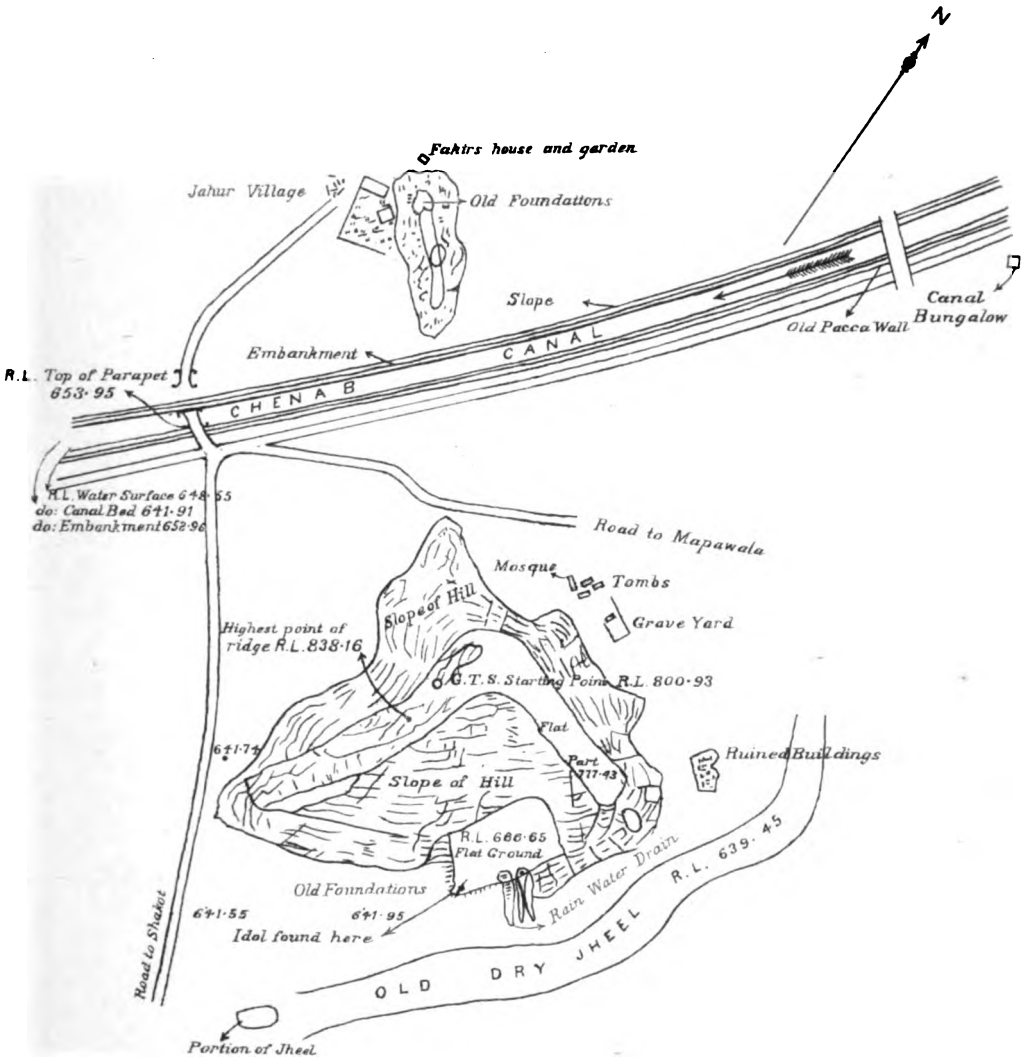 N
Fakirs house and garden
Jahur Village
Old Foundations
Slope
Canal
Bungalow
Old Pacca Wall
Embankment
CHENAB CANAL
R.L. Top of Parapet
653·95
R.L. Water Surface 648·55
do: Canal Bed 641·91
do: Embankment 652·96
Road to Mapawala
Mosque
Tombs
Grave Yard
Slope of Hill
Highest point of
ridge R.L. 838·16
G.T.S. Starting Point R.L. 800·93
Flat
Part
777·43
641·74
Slope of Hill
Ruined Buildings
R.L. 666·65
Flat Ground
Old Foundations
Rain Water Drain
R.L. 639·45
641·55
641·95
Idol found here
Road to Shakot
OLD DRY JHEEL
Portion of Jheel